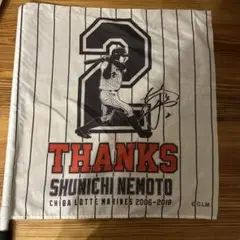 2
THANKS
SHUNICHI NEMOTO
CHIBA LOTTE MARINES 2006-2018
C.L.M.